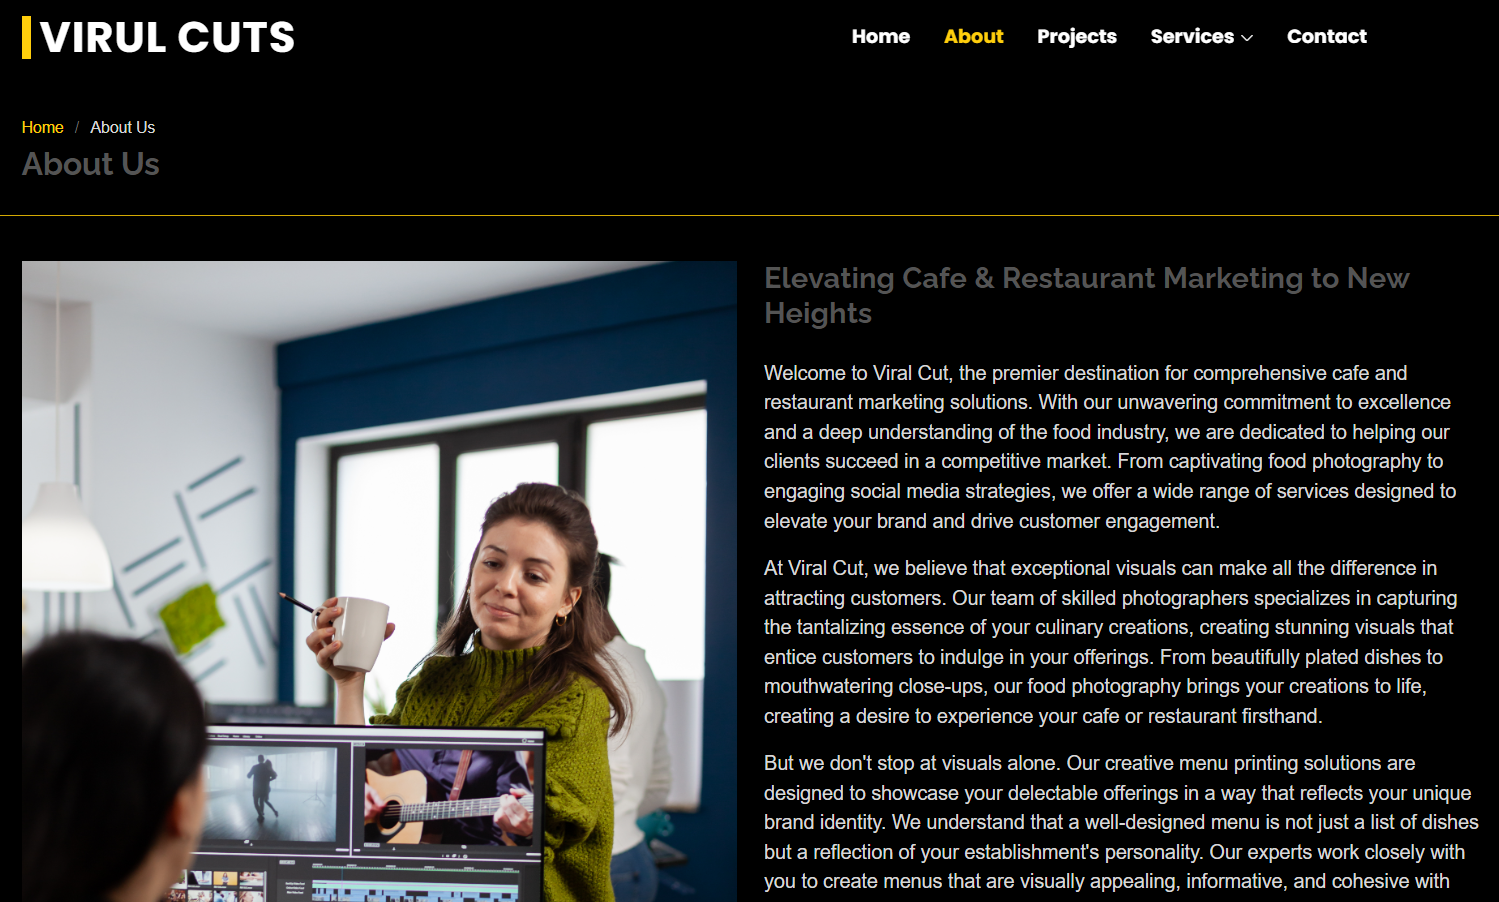 VIRUL CUTS
Home About Projects Services Contact
Home / About Us
About Us
Elevating Cafe & Restaurant Marketing to New
Heights
Welcome to Viral Cut, the premier destination for comprehensive cafe and
restaurant marketing solutions. With our unwavering commitment to excellence
and a deep understanding of the food industry, we are dedicated to helping our
clients succeed in a competitive market. From captivating food photography to
engaging social media strategies, we offer a wide range of services designed to
elevate your brand and drive customer engagement.
At Viral Cut, we believe that exceptional visuals can make all the difference in
attracting customers. Our team of skilled photographers specializes in capturing
the tantalizing essence of your culinary creations, creating stunning visuals that
entice customers to indulge in your offerings. From beautifully plated dishes to
mouthwatering close-ups, our food photography brings your creations to life,
creating a desire to experience your cafe or restaurant firsthand.
But we don't stop at visuals alone. Our creative menu printing solutions are
designed to showcase your delectable offerings in a way that reflects your unique
brand identity. We understand that a well-designed menu is not just a list of dishes
but a reflection of your establishment's personality. Our experts work closely with
you to create menus that are visually appealing, informative, and cohesive with